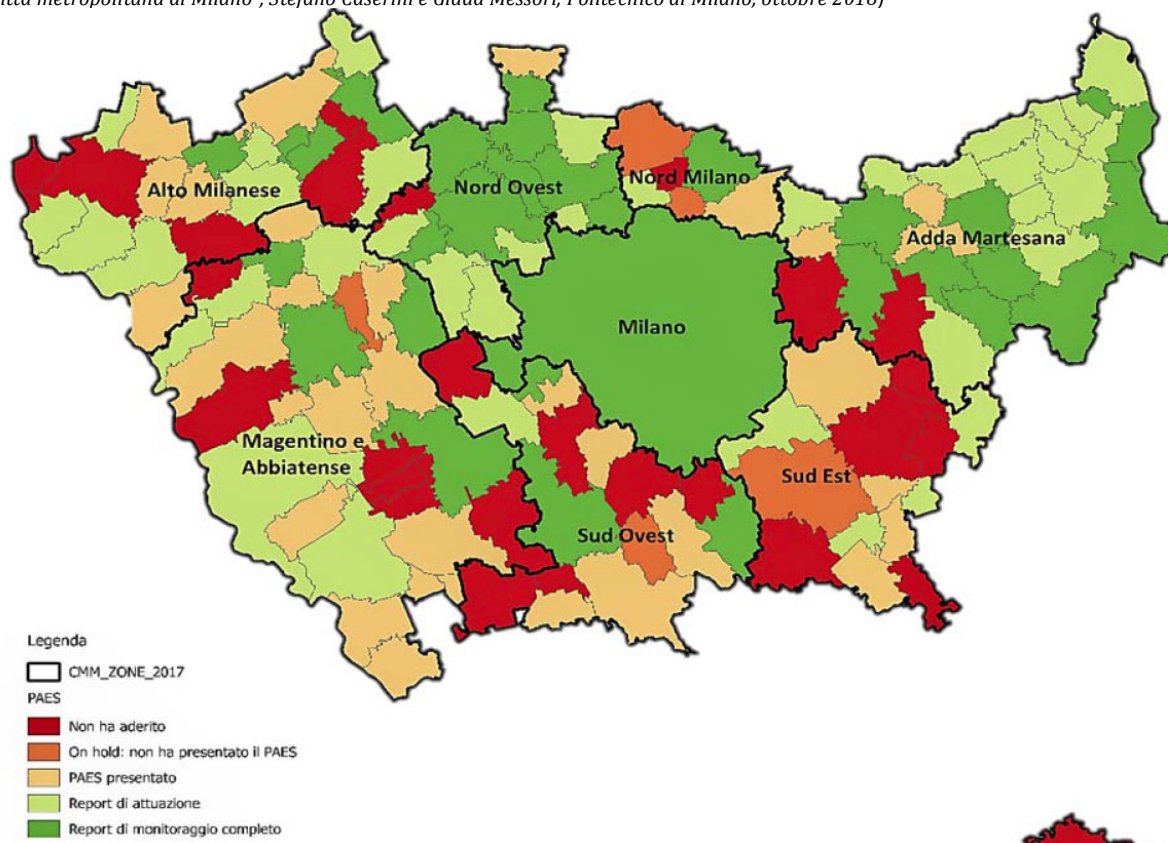 città metropolitana di Milano", Stefano Caserini e Giada Messori, Politecnico di Milano, ottobre 2018)
Alto Milanese
Nord Ovest
Nord Milano
Adda Martesana
Milano
Magentino e
Abbiatense
Sud Est
Sud Ovest
Legenda
CMM_ZONE_2017
PAES
Non ha aderito
On hold: non ha presentato il PAES
PAES presentato
Report di attuazione
Report di monitoraggio completo